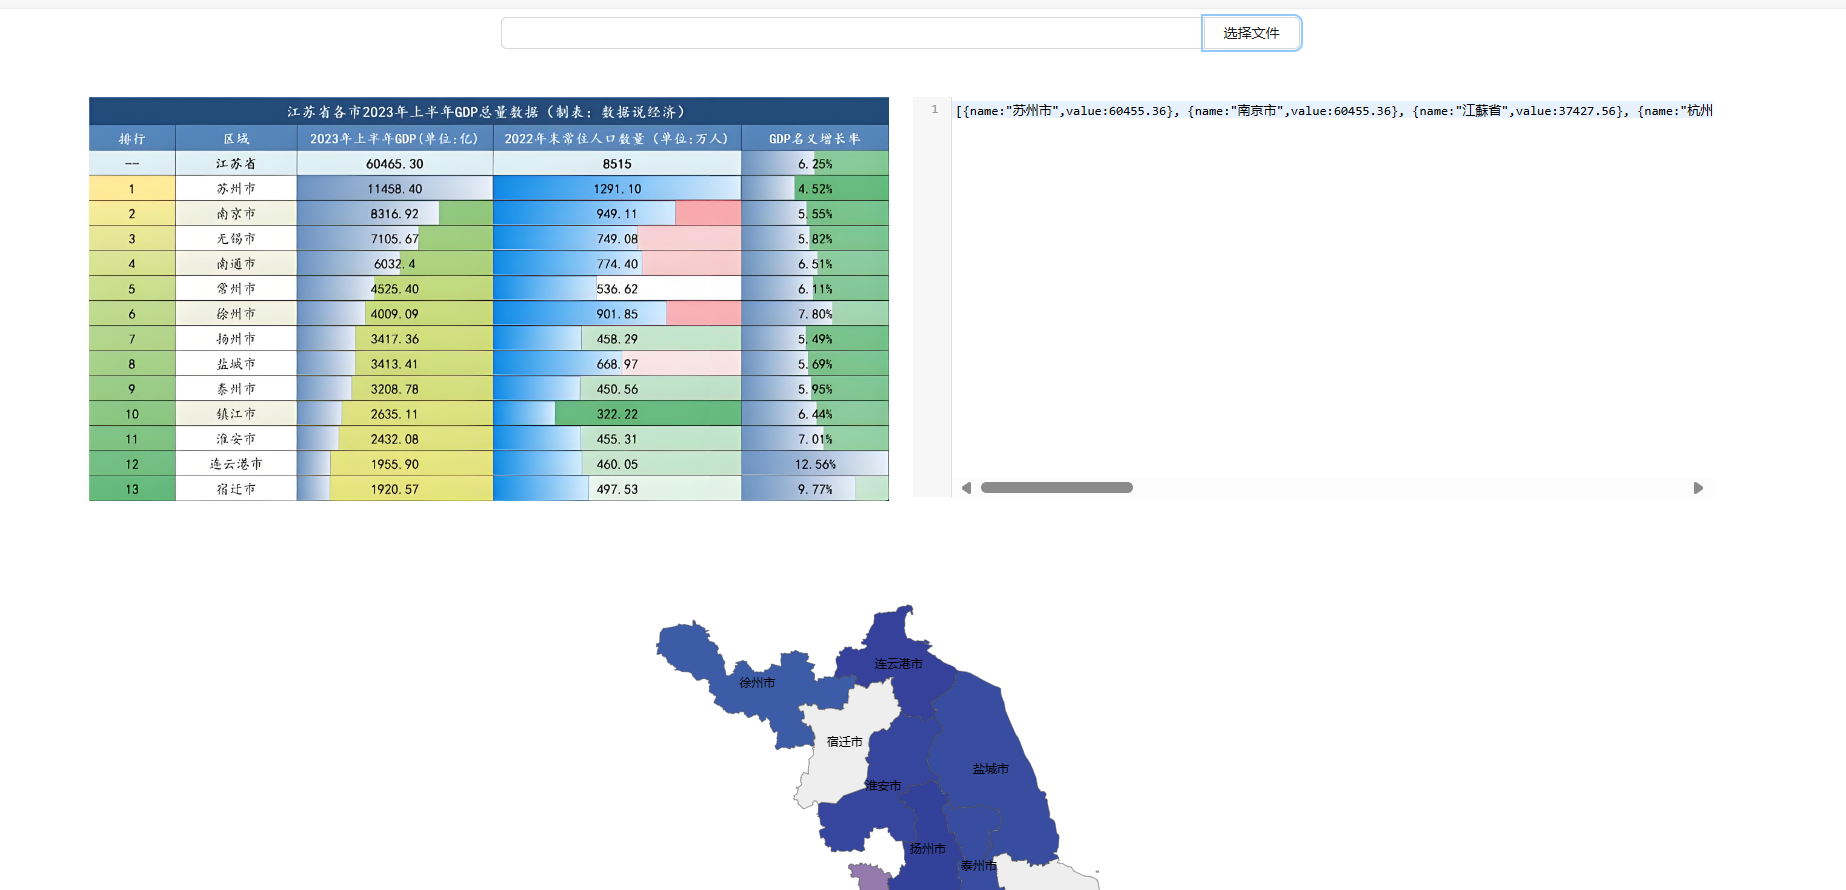 选择文件
江苏省各市2023年上半年GDP总量数据（制表：数据说经济）
排行 区域 2023年上半年GDP(单位:亿) 2022年末常住人口数量（单位:万人） GDP名义增长率
—— 江苏省 60465.30 8515 6.25%
1 苏州市 11458.40 1291.10 4.52%
2 南京市 8316.92 949.11 5.55%
3 无锡市 7105.67 749.08 5.82%
4 南通市 6032.4 774.40 6.51%
5 常州市 4525.40 536.62 6.11%
6 徐州市 4009.09 901.85 7.80%
7 扬州市 3417.36 458.29 5.49%
8 盐城市 3413.41 668.97 5.69%
9 泰州市 3208.78 450.56 5.95%
10 镇江市 2635.11 322.22 6.44%
11 淮安市 2432.08 455.31 7.01%
12 连云港市 1955.90 460.05 12.56%
13 宿迁市 1920.57 497.53 9.77%
1 [{name:"苏州市",value:60455.36}, {name:"南京市",value:60455.36}, {name:"江蘇省",value:37427.56}, {name:"杭州
连云港市
徐州市
宿迁市
盐城市
淮安市
扬州市
泰州市